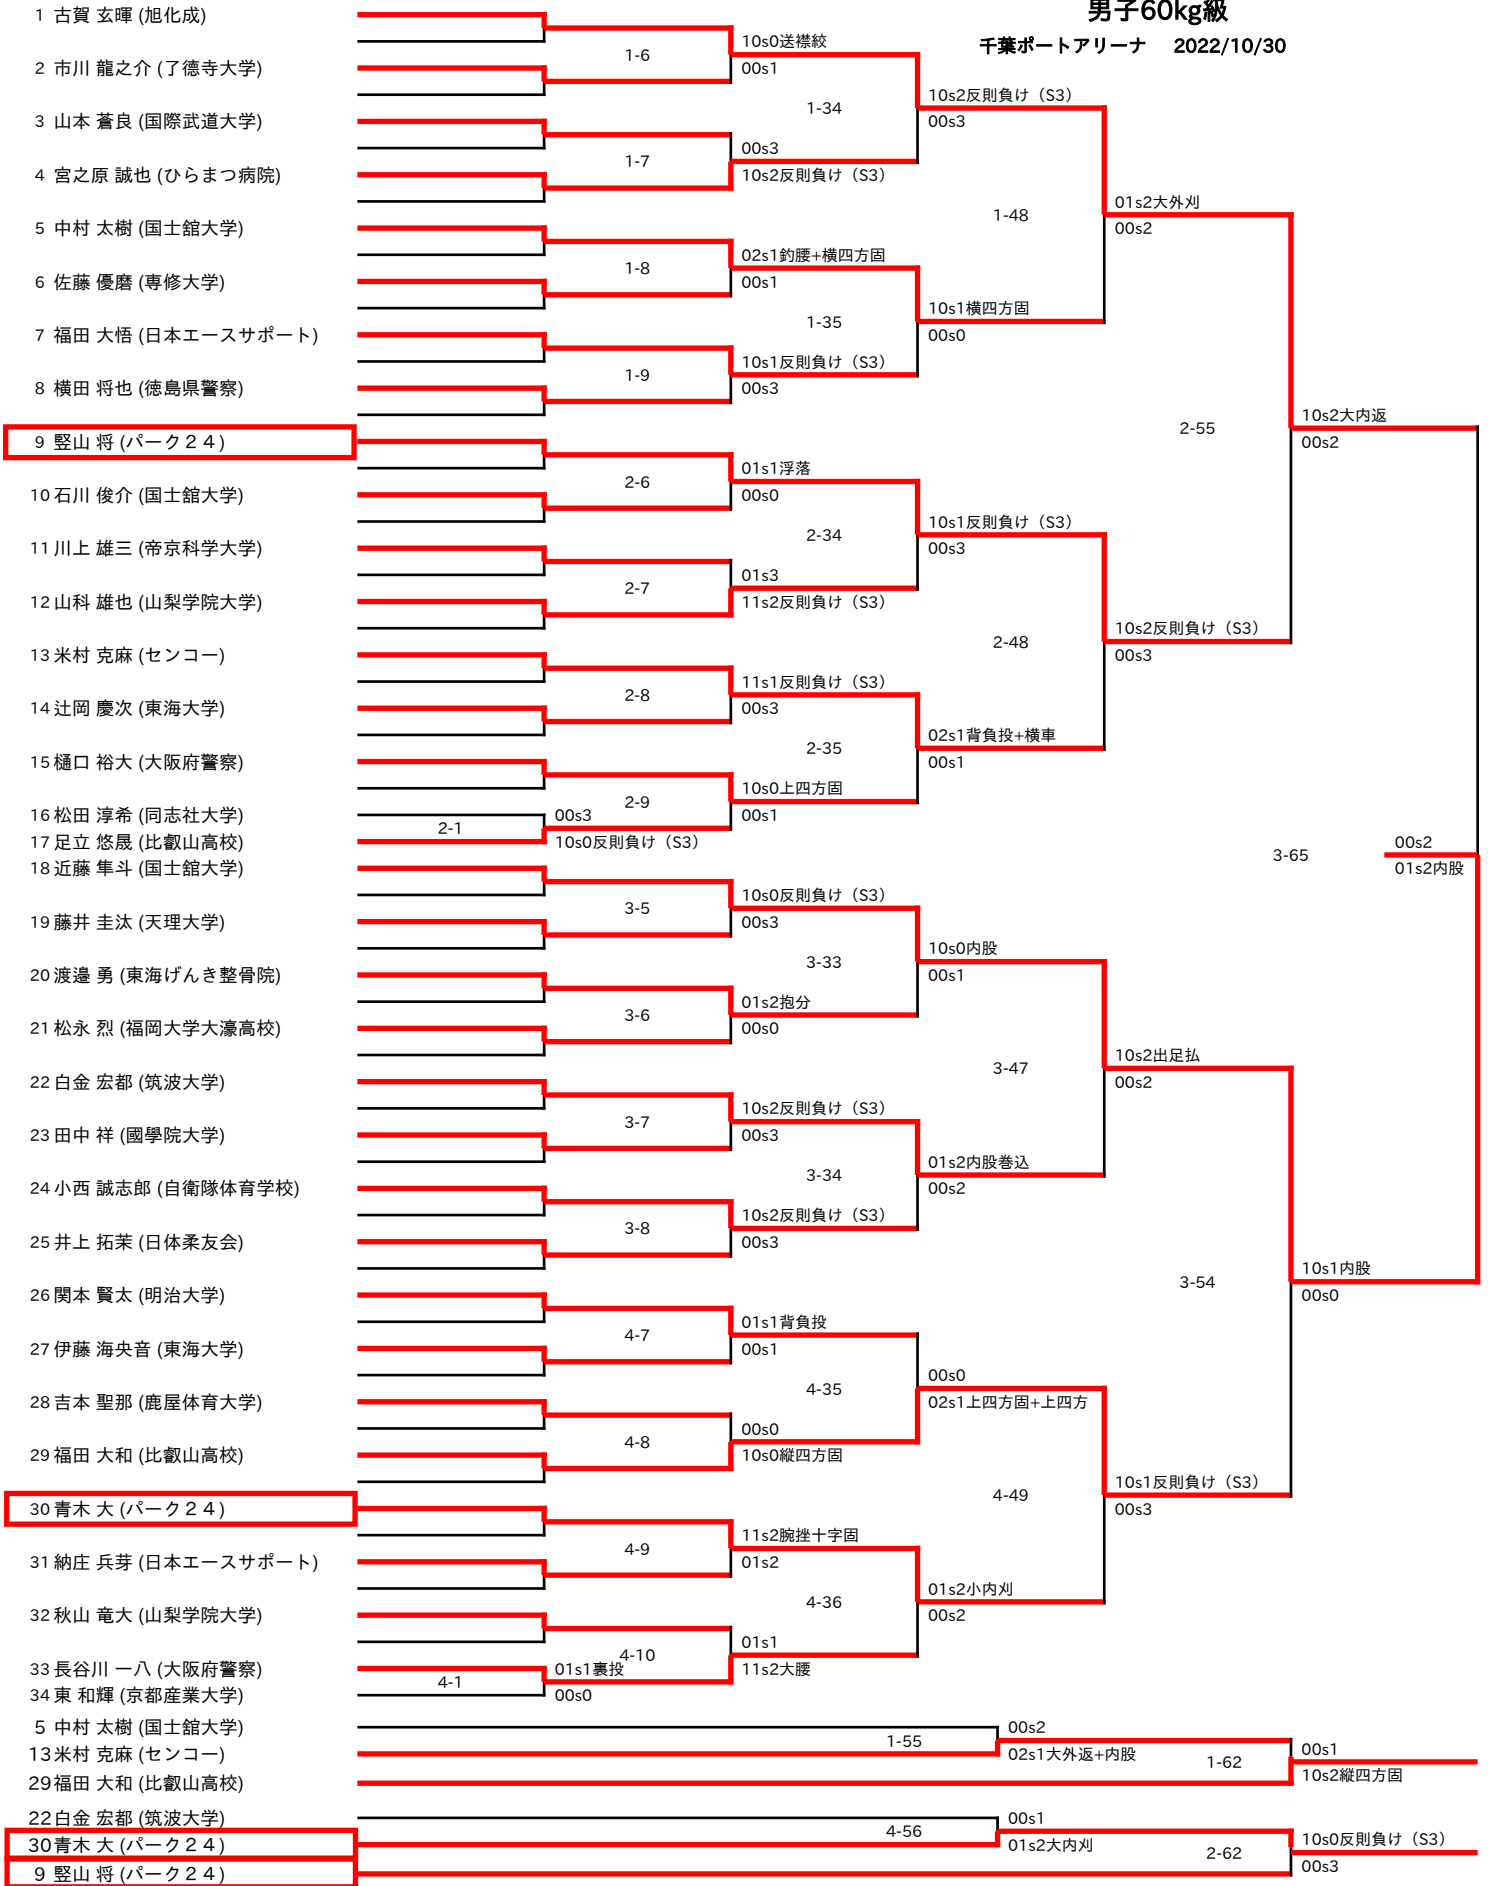 男子60kg級
千葉ポートアリーナ 2022/10/30
1 古賀 玄暉 (旭化成)
2 市川 龍之介 (了德寺大学)
3 山本 蒼良 (国際武道大学)
4 宮之原 誠也 (ひらまつ病院)
5 中村 太樹 (国士舘大学)
6 佐藤 優磨 (専修大学)
7 福田 大悟 (日本エースサポート)
8 横田 将也 (徳島県警察)
9 竪山 将 (パーク２４)
10 石川 俊介 (国士舘大学)
11 川上 雄三 (帝京科学大学)
12 山科 雄也 (山梨学院大学)
13 米村 克麻 (センコー)
14 辻岡 慶次 (東海大学)
15 樋口 裕大 (大阪府警察)
16 松田 淳希 (同志社大学)
17 足立 悠晟 (比叡山高校)
18 近藤 隼斗 (国士舘大学)
19 藤井 圭汰 (天理大学)
20 渡邉 勇 (東海げんき整骨院)
21 松永 烈 (福岡大学大濠高校)
22 白金 宏都 (筑波大学)
23 田中 祥 (國學院大学)
24 小西 誠志郎 (自衛隊体育学校)
25 井上 拓茉 (日体柔友会)
26 関本 賢太 (明治大学)
27 伊藤 海央音 (東海大学)
28 吉本 聖那 (鹿屋体育大学)
29 福田 大和 (比叡山高校)
30 青木 大 (パーク２４)
31 納庄 兵芽 (日本エースサポート)
32 秋山 竜大 (山梨学院大学)
33 長谷川 一八 (大阪府警察)
34 東 和輝 (京都産業大学)
2-1
00s3
10s0反則負け（S3）
4-1
01s1裏投
00s0
1-6
10s0送襟絞
00s1
1-7
00s3
10s2反則負け（S3）
1-8
02s1釣腰+横四方固
00s1
1-9
10s1反則負け（S3）
00s3
2-6
01s1浮落
00s0
2-7
01s3
11s2反則負け（S3）
2-8
11s1反則負け（S3）
00s3
2-9
10s0上四方固
00s1
3-5
10s0反則負け（S3）
00s3
3-6
01s2抱分
00s0
3-7
10s2反則負け（S3）
00s3
3-8
10s2反則負け（S3）
00s3
4-7
01s1背負投
00s1
4-8
00s0
10s0縦四方固
4-9
11s2腕挫十字固
01s2
4-10
01s1
11s2大腰
1-34
10s2反則負け（S3）
00s3
1-35
10s1横四方固
00s0
2-34
10s1反則負け（S3）
00s3
2-35
02s1背負投+横車
00s1
3-33
10s0内股
00s1
3-34
01s2内股巻込
00s2
4-35
00s0
02s1上四方固+上四方
4-36
01s2小内刈
00s2
1-48
01s2大外刈
00s2
2-48
10s2反則負け（S3）
00s3
3-47
10s2出足払
00s2
4-49
10s1反則負け（S3）
00s3
2-55
10s2大内返
00s2
3-54
10s1内股
00s0
3-65
00s2
01s2内股
5 中村 太樹 (国士舘大学)
13 米村 克麻 (センコー)
29 福田 大和 (比叡山高校)
1-55
00s2
02s1大外返+内股
1-62
00s1
10s2縦四方固
22 白金 宏都 (筑波大学)
30 青木 大 (パーク２４)
9 竪山 将 (パーク２４)
4-56
00s1
01s2大内刈
2-62
10s0反則負け（S3）
00s3